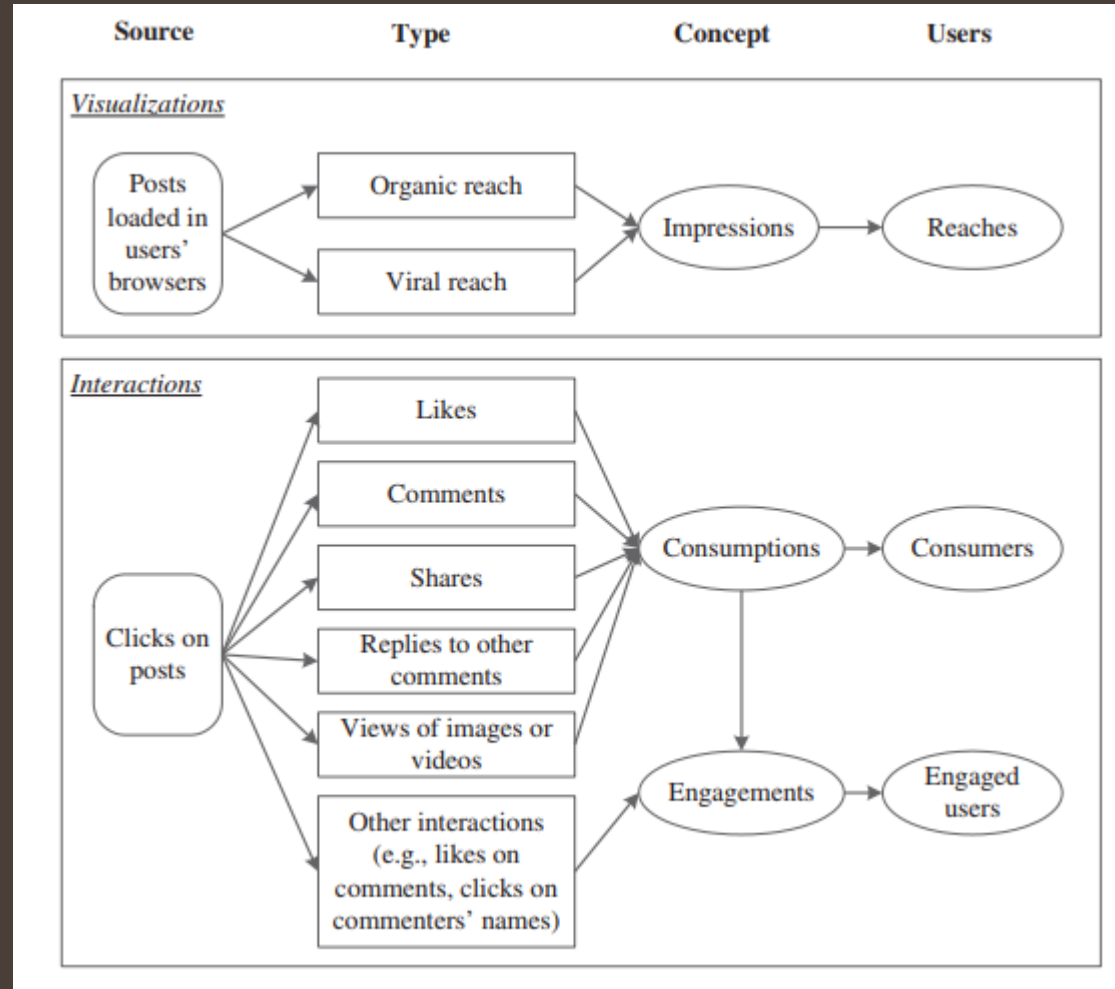 Source
Type
Concept
Users
Visualizations
Posts
loaded in
users’
browsers
Organic reach
Viral reach
Impressions
Reaches
Interactions
Clicks on
posts
Likes
Comments
Shares
Replies to other
comments
Views of images or
videos
Other interactions
(e.g., likes on
comments, clicks on
commenters’ names)
Consumptions
Consumers
Engagements
Engaged
users